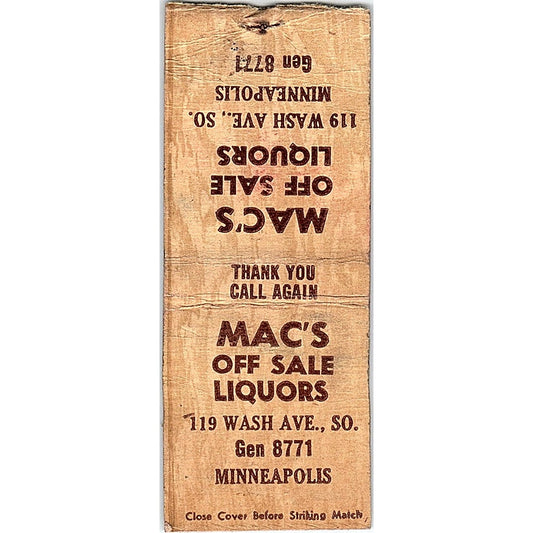 Gen 8771
MINNEAPOLIS
119 WASH AVE., SO.
LIQUORS
OFF SALE
MAC'S
THANK YOU
CALL AGAIN
MAC'S
OFF SALE
LIQUORS
119 WASH AVE., SO.
Gen 8771
MINNEAPOLIS
Close Cover Before Striking Match